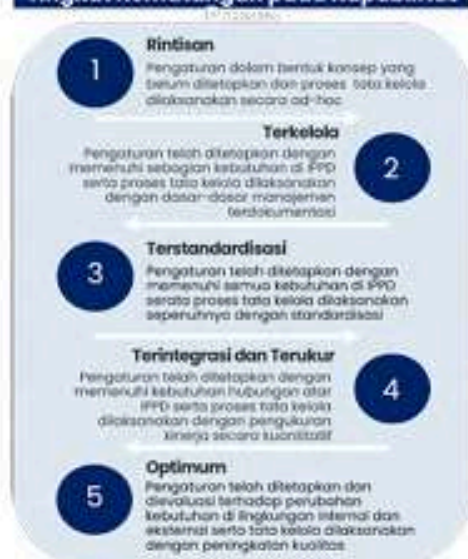 1
Rintisan
Pengaturan dalam bentuk konsep yang
belum ditetapkan dan proses tata kelola
dilaksanakan secara ad-hoc
Terkelola
2
Pengaturan telah ditetapkan dengan
memenuhi sebagian kebutuhan di IPPD
serta proses tata kelola dilaksanakan
dengan dasar-dasar manajemen
terdokumentasi
3
Terstandardisasi
Pengaturan telah ditetapkan dengan
memenuhi semua kebutuhan di IPPD
serata proses tata kelola dilaksanakan
sepenuhnya dengan standardisasi
Terintegrasi dan Terukur
4
Pengaturan telah ditetapkan dengan
memenuhi kebutuhan hubungan atar
IPPD serta proses tata kelola
dilaksanakan dengan pengukuran
kinerja secara kuantitatif
5
Optimum
Pengaturan telah ditetapkan dan
dievaluasi terhadap perubahan
kebutuhan di lingkungan internal dan
eksternal serta tata kelola dilaksanakan
dengan peningkatan kualitas